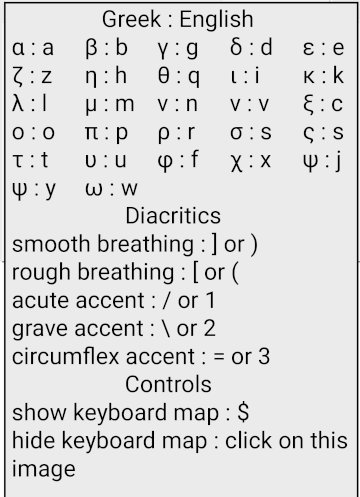 Greek : English
α : a β : b γ : g δ : d ε : e
ζ : z η : h θ : q ι : i κ : k
λ : l μ : m ν : n ν : v ξ : c
ο : o π : p ρ : r σ : s ς : s
τ : t υ : u φ : f χ : x ψ : j
ψ : y ω : w
Diacritics
smooth breathing : ] or )
rough breathing : [ or (
acute accent : / or 1
grave accent : \ or 2
circumflex accent : = or 3
Controls
show keyboard map : $
hide keyboard map : click on this
image